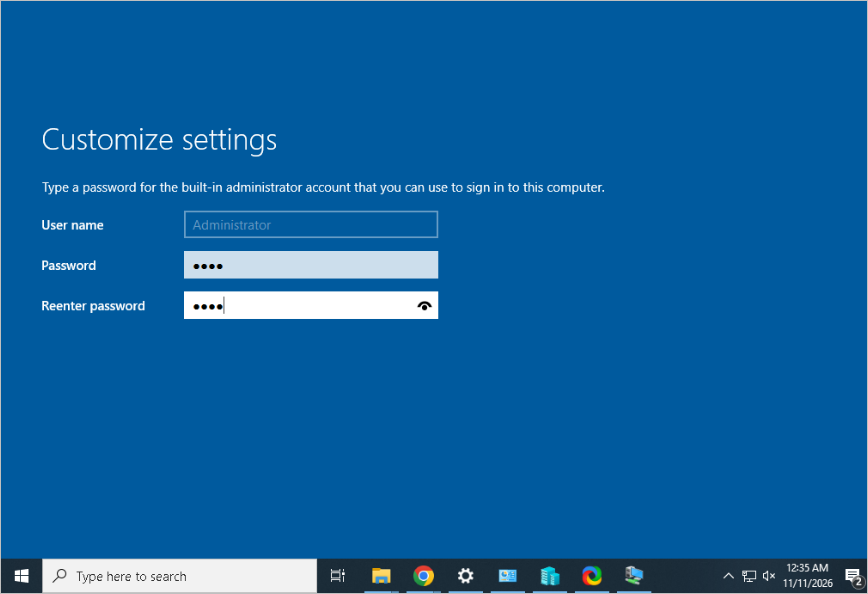 Customize settings
Type a password for the built-in administrator account that you can use to sign in to this computer.
User name
Administrator
Password
••••
Reenter password
••••
Type here to search
12:35 AM
11/11/2026
2